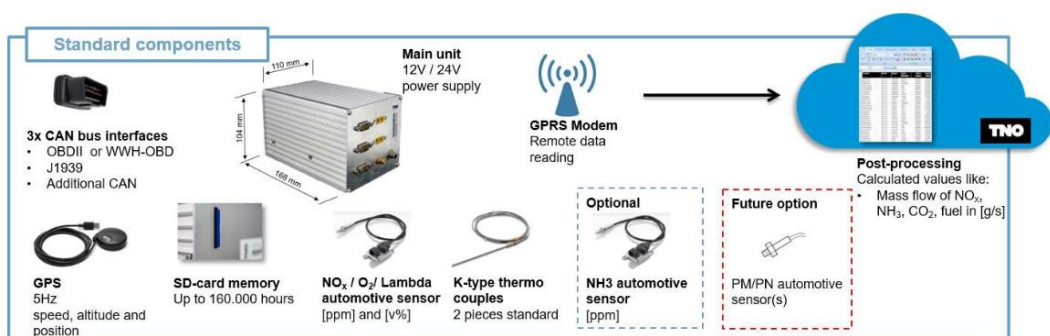 Standard components
110 mm
104 mm
168 mm
Main unit
12V / 24V
power supply
GPRS Modem
Remote data
reading
TNO
3x CAN bus interfaces
• OBDII or WWH-OBD
• J1939
• Additional CAN
Post-processing
Calculated values like:
• Mass flow of NOₓ,
NH₃, CO₂, fuel in [g/s]
GPS
5Hz
speed, altitude and
position
SD-card memory
Up to 160.000 hours
NOₓ / O₂/ Lambda
automotive sensor
[ppm] and [v%]
K-type thermo
couples
2 pieces standard
Optional
NH3 automotive
sensor
[ppm]
Future option
PM/PN automotive
sensor(s)